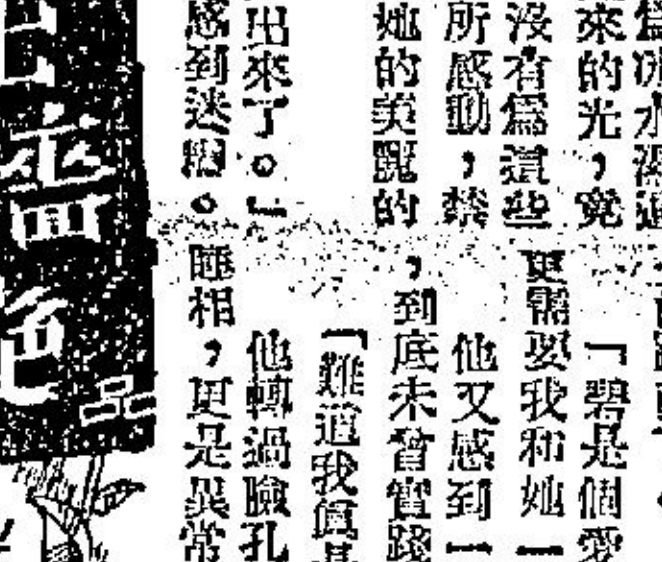 來的光,竟
沒有爲這些
所感動,禁
她的美麗的
出來了。」
感到迷惘。
「碧是個愛
更需要我和她一
他又感到一
,到底未曾實踐
「難道我眞
他轉過臉孔
睡相,更是異常
品